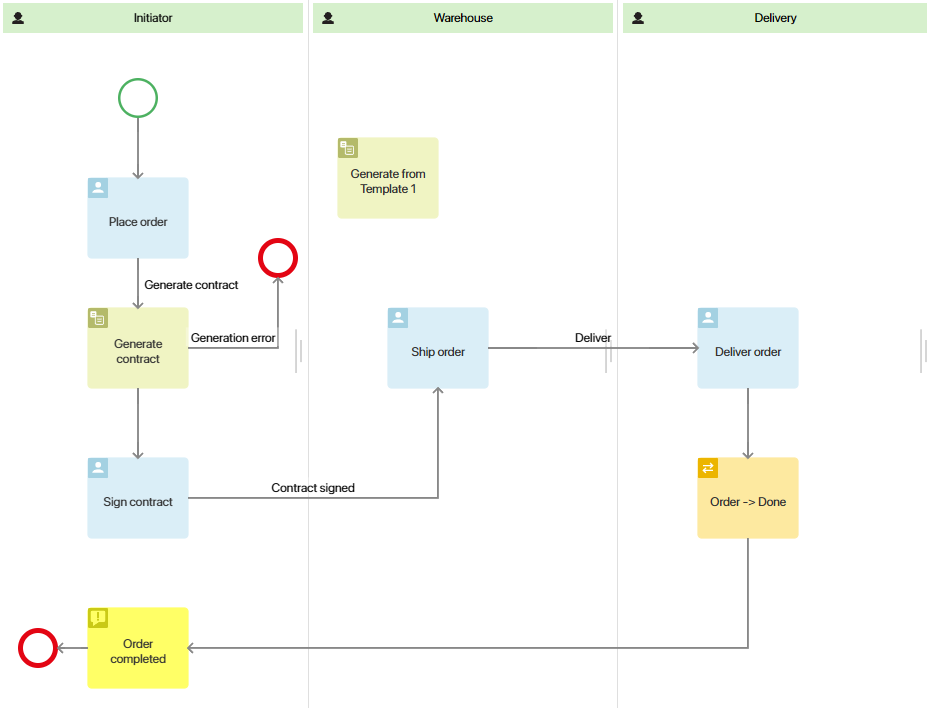 Initiator
Warehouse
Delivery
Generate from
Template 1
Place order
Generate contract
Generate
contract
Generation error
Ship order
Deliver
Deliver order
Sign contract
Contract signed
Order -> Done
Order
completed